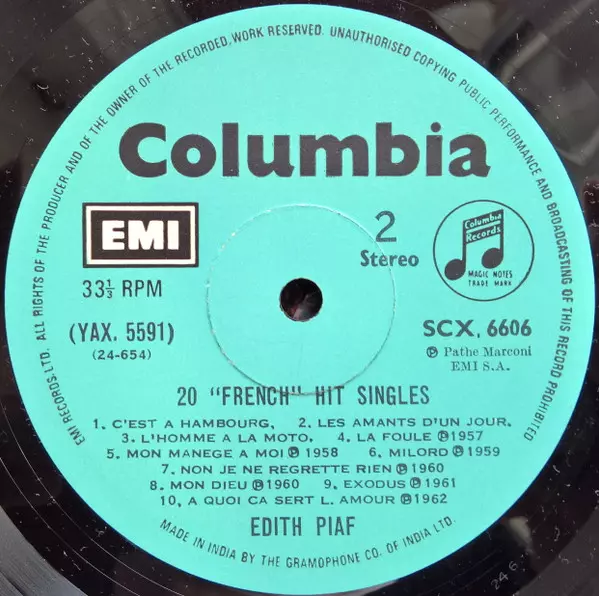 EMI RECORDS LTD. ALL RIGHTS OF THE PRODUCER AND OF THE OWNER OF THE RECORDED WORK RESERVED. UNAUTHORISED COPYING PUBLIC PERFORMANCE AND BROADCASTING OF THIS RECORD PROHIBITED
Columbia
EMI
2
Stereo
Columbia
Records
MAGIC NOTES
TRADE MARK
33⅓ RPM
(YAX. 5591)
(24-654)
SCX. 6606
℗ Pathe Marconi
EMI S.A.
20 "FRENCH" HIT SINGLES
1. C'EST A HAMBOURG, 2. LES AMANTS D'UN JOUR,
3. L'HOMME A LA MOTO, 4. LA FOULE ℗1957
5. MON MANEGE A MOI ℗ 1958 6. MILORD ℗1959
7. NON JE NE REGRETTE RIEN ℗1960
8. MON DIEU ℗1960 9. EXODUS ℗1961
10, A QUOI CA SERT L. AMOUR ℗1962
EDITH PIAF
MADE IN INDIA BY THE GRAMOPHONE CO. OF INDIA LTD.
246